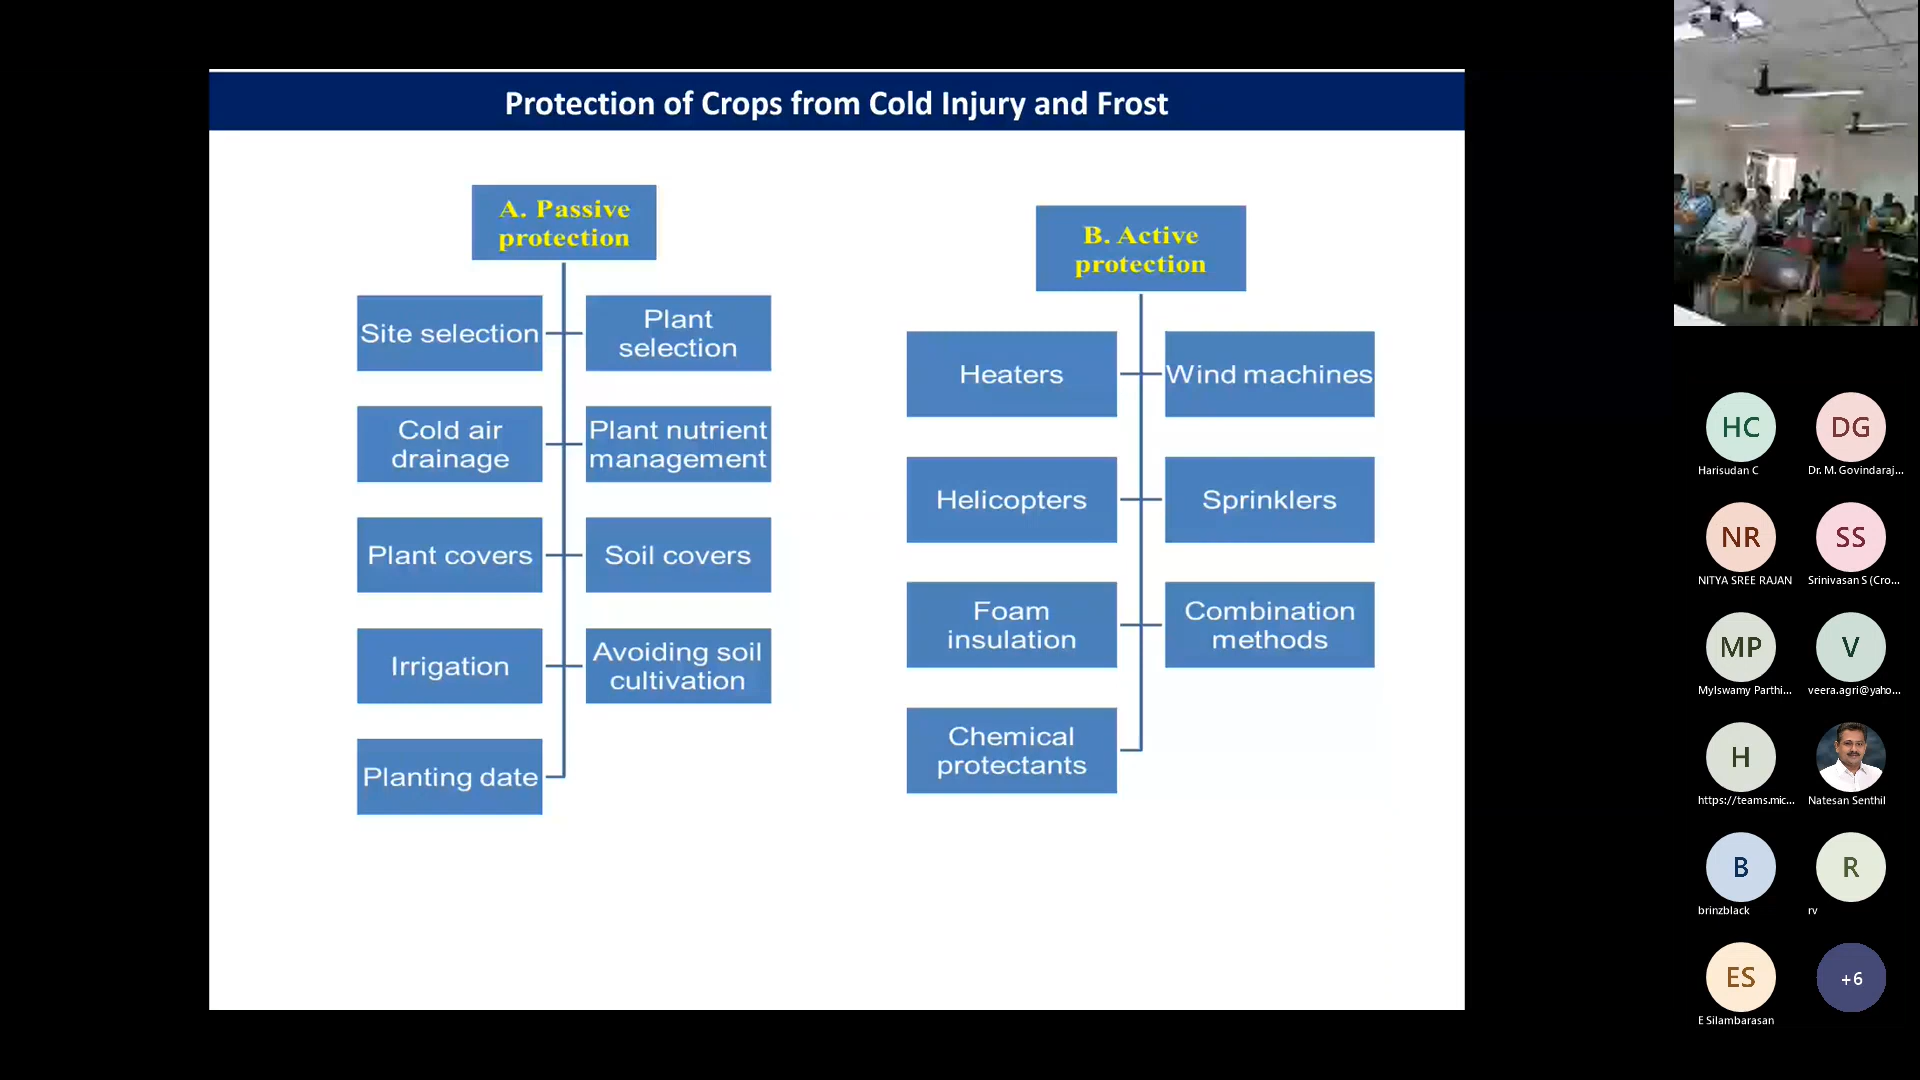 Protection of Crops from Cold Injury and Frost
A. Passive
protection
Site selection
Plant
selection
Cold air
drainage
Plant nutrient
management
Plant covers
Soil covers
Irrigation
Avoiding soil
cultivation
Planting date
B. Active
protection
Heaters
Wind machines
Helicopters
Sprinklers
Foam
insulation
Combination
methods
Chemical
protectants
HC
Harisudan C
DG
Dr. M. Govindaraj...
NR
NITYA SREE RAJAN
SS
Srinivasan S (Cro...
MP
Mylswamy Parthi...
V
veera.agri@yaho...
H
https://teams.mic...
Natesan Senthil
B
brinzblack
R
rv
ES
E Silambarasan
+6